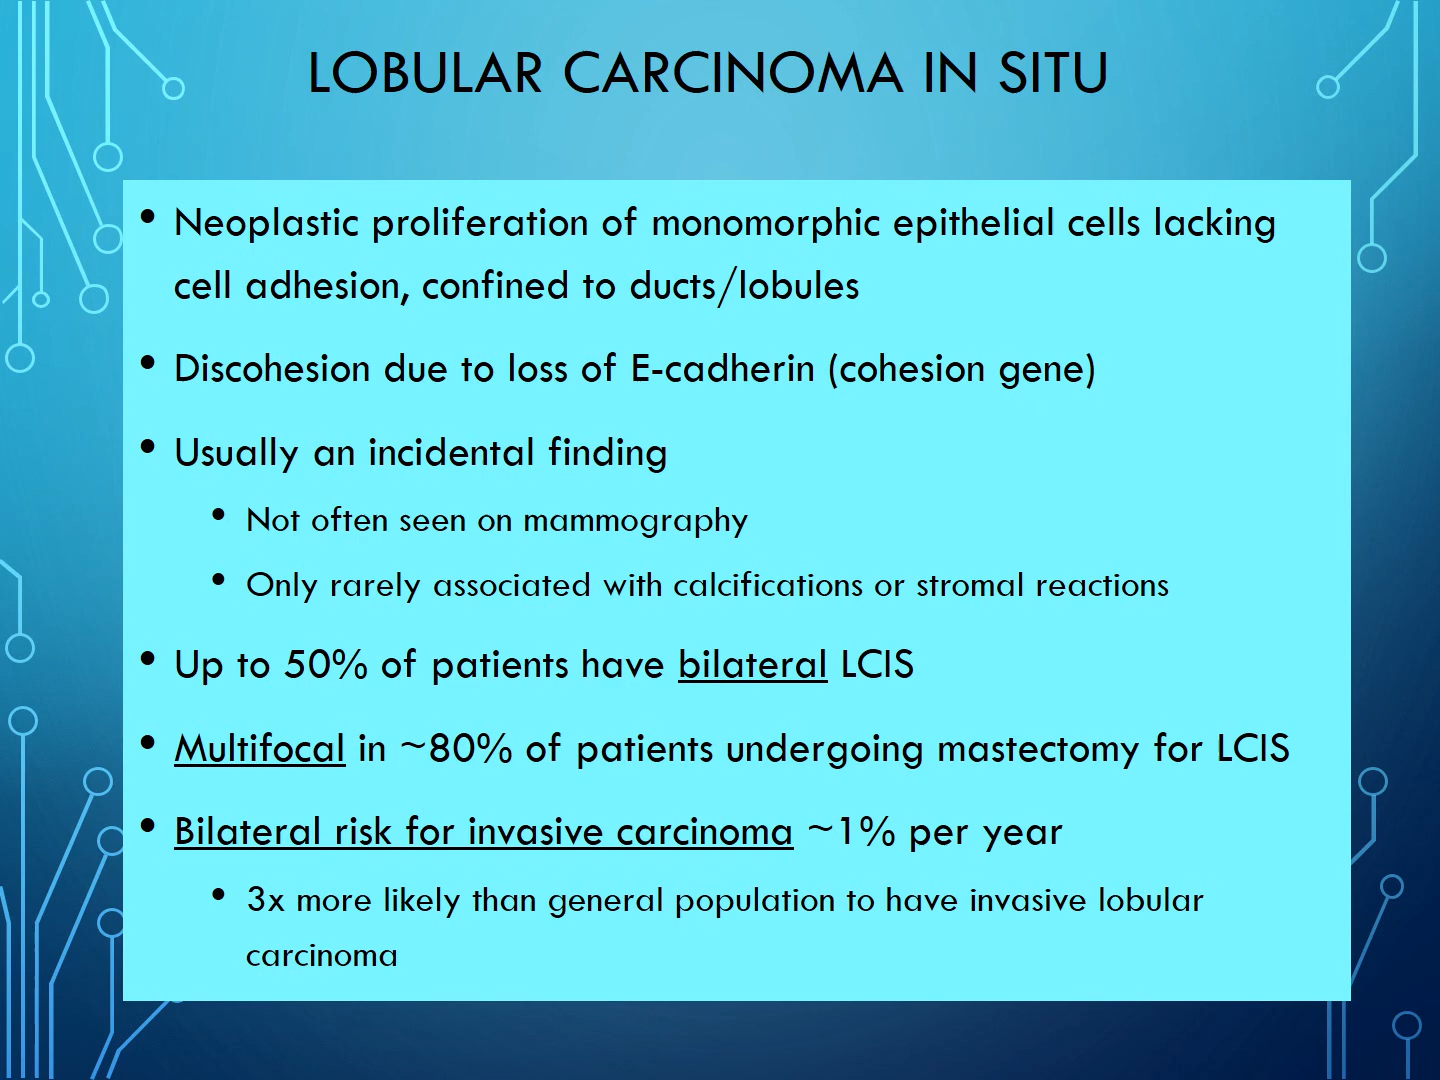 LOBULAR CARCINOMA IN SITU
• Neoplastic proliferation of monomorphic epithelial cells lacking
cell adhesion, confined to ducts/lobules
• Discohesion due to loss of E-cadherin (cohesion gene)
• Usually an incidental finding
• Not often seen on mammography
• Only rarely associated with calcifications or stromal reactions
• Up to 50% of patients have bilateral LCIS
• Multifocal in ~80% of patients undergoing mastectomy for LCIS
• Bilateral risk for invasive carcinoma ~1% per year
• 3x more likely than general population to have invasive lobular
carcinoma